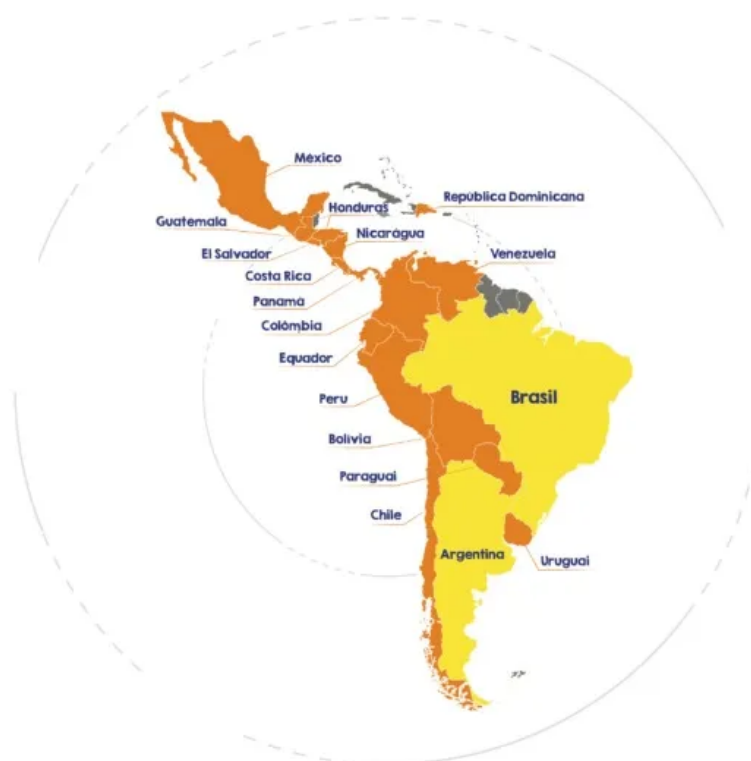 México
República Dominicana
Honduras
Guatemala
Nicarágua
El Salvador
Venezuela
Costa Rica
Panamá
Colômbia
Equador
Brasil
Peru
Bolívia
Paraguai
Chile
Argentina
Uruguai